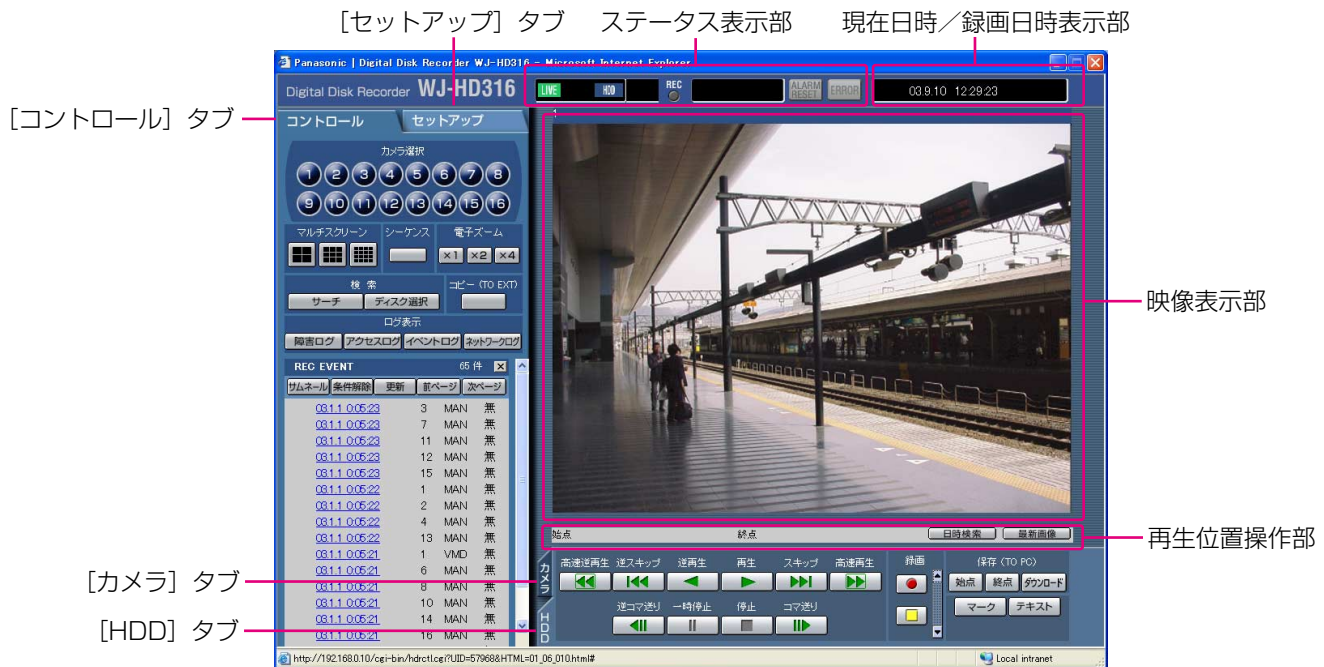 ［セットアップ］タブ ステータス表示部 現在日時／録画日時表示部
Panasonic | Digital Disk Recorder WJ-HD316 - Microsoft Internet Explorer
Digital Disk Recorder WJ-HD316 LIVE HDD REC ALARM RESET ERROR 03.9.10 12:29:23
［コントロール］タブ
コントロール セットアップ
1
カメラ選択
1 2 3 4 5 6 7 8
9 10 11 12 13 14 15 16
マルチスクリーン シーケンス 電子ズーム
×1 ×2 ×4
検 索 コピー (TO EXT)
サーチ ディスク選択
ログ表示
障害ログ アクセスログ イベントログ ネットワークログ
映像表示部
REC EVENT 65 件
サムネール 条件解除 更新 前ページ 次ページ
03.1.1 0:05:23 3 MAN 無
03.1.1 0:05:23 7 MAN 無
03.1.1 0:05:23 11 MAN 無
03.1.1 0:05:23 12 MAN 無
03.1.1 0:05:23 15 MAN 無
03.1.1 0:05:22 1 MAN 無
03.1.1 0:05:22 2 MAN 無
03.1.1 0:05:22 4 MAN 無
03.1.1 0:05:22 13 MAN 無
03.1.1 0:05:21 1 VMD 無
03.1.1 0:05:21 6 MAN 無
03.1.1 0:05:21 8 MAN 無
03.1.1 0:05:21 10 MAN 無
03.1.1 0:05:21 14 MAN 無
03.1.1 0:05:21 16 MAN 無
始点 終点 日時検索 最新画像
再生位置操作部
［カメラ］タブ
［HDD］タブ
カメラ
HDD
高速逆再生 逆スキップ 逆再生 再生 スキップ 高速再生 録画 保存 (TO PC)
始点 終点 ダウンロード
逆コマ送り 一時停止 停止 コマ送り
マーク テキスト
http://192.168.0.10/cgi-bin/hdrctl.cgi?UID=57968&HTML=01_06_010.html# Local intranet